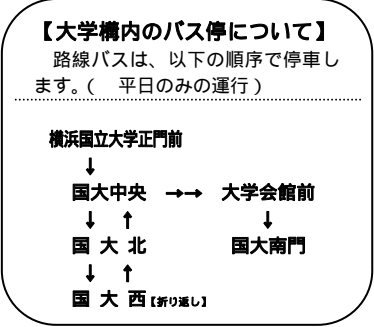 【大学構内のバス停について】
路線バスは、以下の順序で停車し
ます。(　平日のみの運行)
横浜国立大学正門前
↓
国大中央　→→　大学会館前
↓　↑　↓
国大北　国大南門
↓　↑
国大西【折り返し】